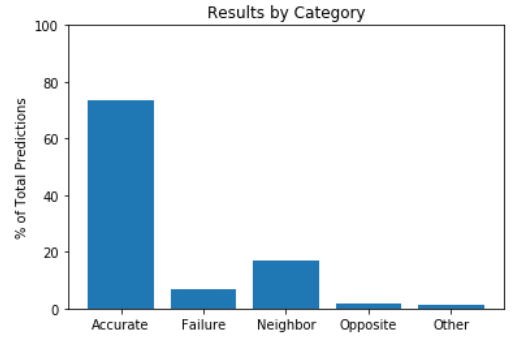 Results by Category
100
80
60
40
20
0
% of Total Predictions
Accurate Failure Neighbor Opposite Other